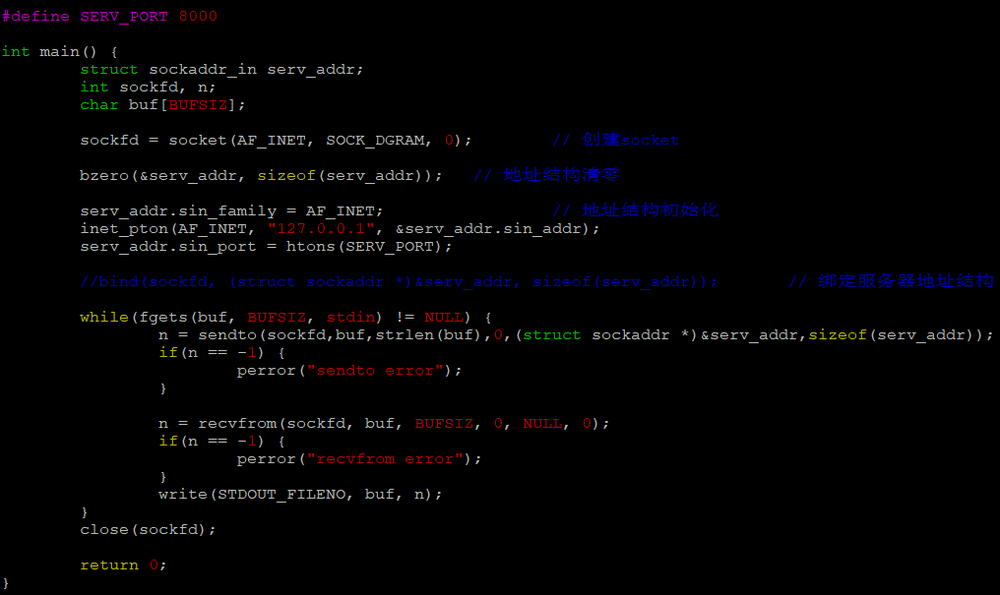 #define SERV_PORT 8000
int main() {
struct sockaddr_in serv_addr;
int sockfd, n;
char buf[BUFSIZ];
sockfd = socket(AF_INET, SOCK_DGRAM, 0); // 创建socket
bzero(&serv_addr, sizeof(serv_addr)); // 地址结构清零
serv_addr.sin_family = AF_INET; // 地址结构初始化
inet_pton(AF_INET, "127.0.0.1", &serv_addr.sin_addr);
serv_addr.sin_port = htons(SERV_PORT);
//bind(sockfd, (struct sockaddr *)&serv_addr, sizeof(serv_addr)); // 绑定服务器地址结构
while(fgets(buf, BUFSIZ, stdin) != NULL) {
n = sendto(sockfd,buf,strlen(buf),0,(struct sockaddr *)&serv_addr,sizeof(serv_addr));
if(n == -1) {
perror("sendto error");
}
n = recvfrom(sockfd, buf, BUFSIZ, 0, NULL, 0);
if(n == -1) {
perror("recvfrom error");
}
write(STDOUT_FILENO, buf, n);
}
close(sockfd);
return 0;
}